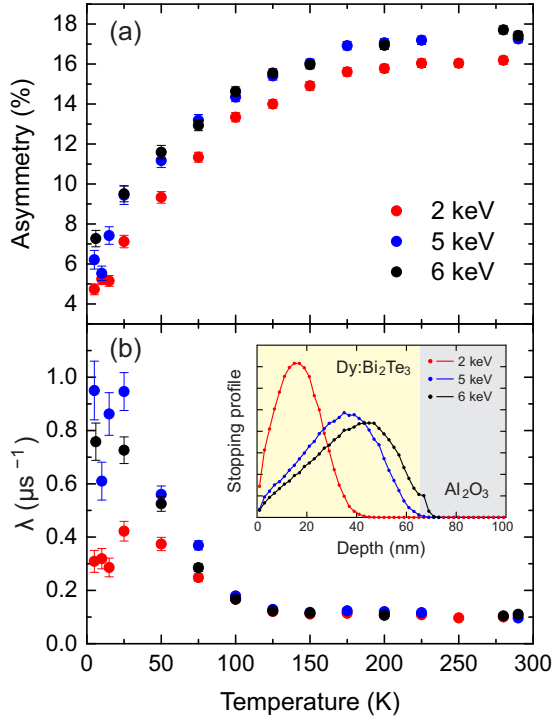 (a)
18
16
14
12
10
8
6
4
Asymmetry (%)
2 keV
5 keV
6 keV
(b)
1.0
0.8
0.6
0.4
0.2
0.0
λ (μs⁻¹)
Dy:Bi₂Te₃
2 keV
5 keV
6 keV
Al₂O₃
Stopping profile
0 20 40 60 80 100
Depth (nm)
0 50 100 150 200 250 300
Temperature (K)